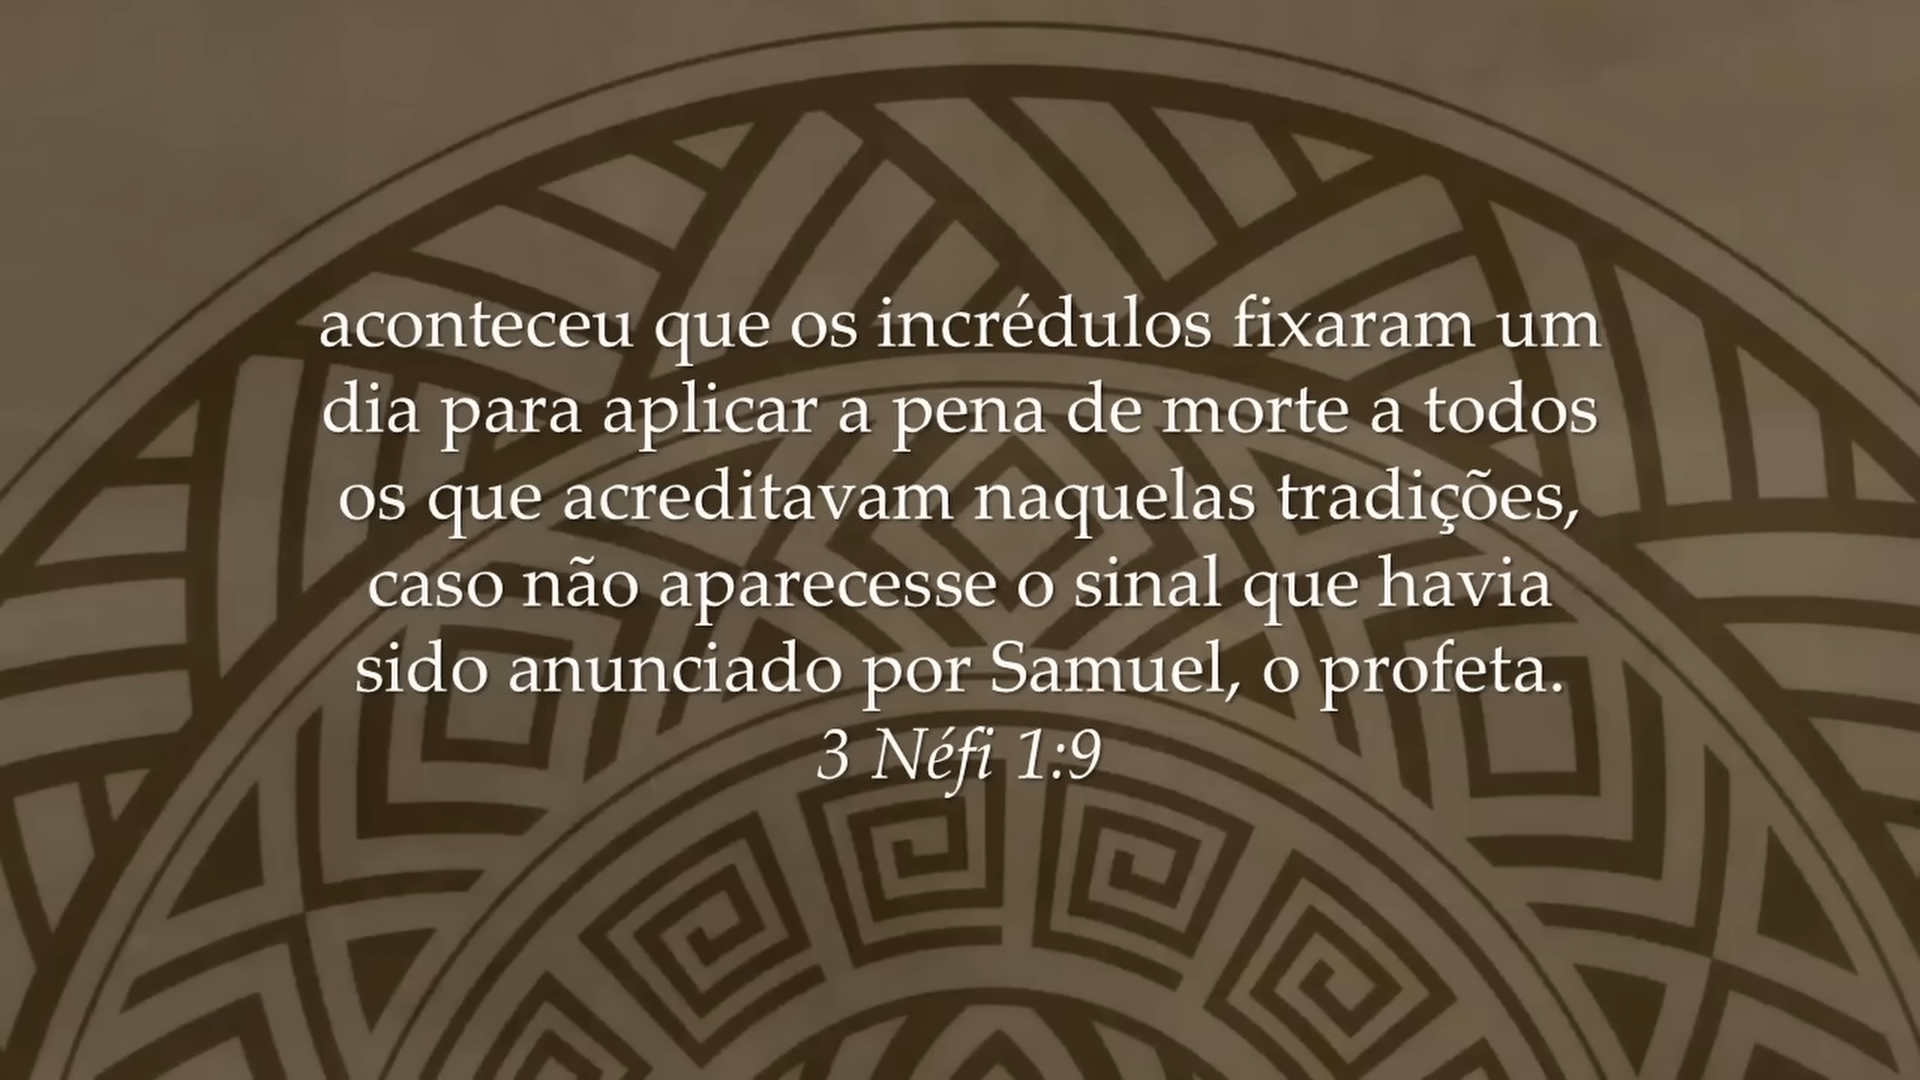 aconteceu que os incrédulos fixaram um
dia para aplicar a pena de morte a todos
os que acreditavam naquelas tradições,
caso não aparecesse o sinal que havia
sido anunciado por Samuel, o profeta.
3 Néfi 1:9